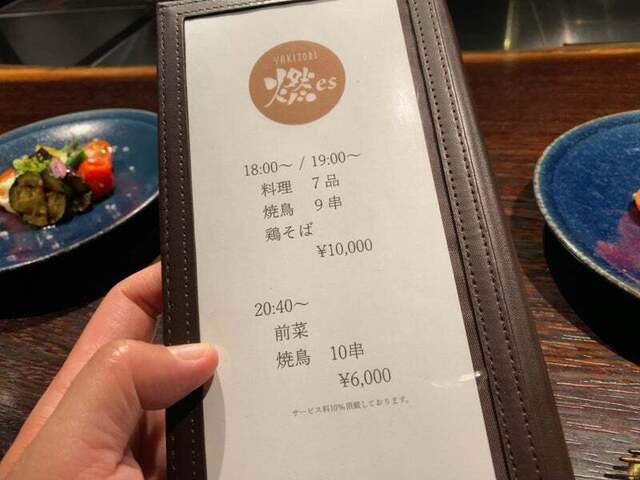 YAKITORI
燃es
18:00～ / 19:00～
料理 7品
焼鳥 9串
鶏そば
¥10,000
20:40～
前菜
焼鳥 10串
¥6,000
サービス料10%頂戴しております。